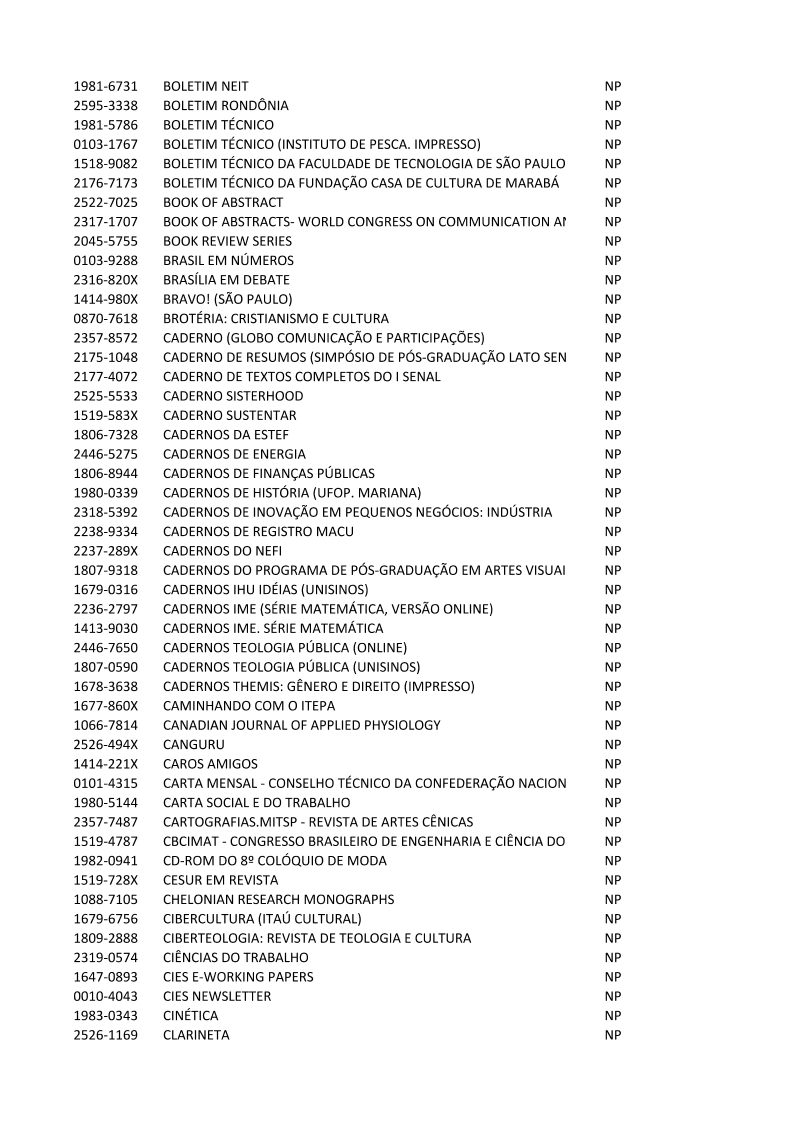 1981-6731 BOLETIM NEIT NP
2595-3338 BOLETIM RONDÔNIA NP
1981-5786 BOLETIM TÉCNICO NP
0103-1767 BOLETIM TÉCNICO (INSTITUTO DE PESCA. IMPRESSO) NP
1518-9082 BOLETIM TÉCNICO DA FACULDADE DE TECNOLOGIA DE SÃO PAULO NP
2176-7173 BOLETIM TÉCNICO DA FUNDAÇÃO CASA DE CULTURA DE MARABÁ NP
2522-7025 BOOK OF ABSTRACT NP
2317-1707 BOOK OF ABSTRACTS- WORLD CONGRESS ON COMMUNICATION AN NP
2045-5755 BOOK REVIEW SERIES NP
0103-9288 BRASIL EM NÚMEROS NP
2316-820X BRASÍLIA EM DEBATE NP
1414-980X BRAVO! (SÃO PAULO) NP
0870-7618 BROTÉRIA: CRISTIANISMO E CULTURA NP
2357-8572 CADERNO (GLOBO COMUNICAÇÃO E PARTICIPAÇÕES) NP
2175-1048 CADERNO DE RESUMOS (SIMPÓSIO DE PÓS-GRADUAÇÃO LATO SEN NP
2177-4072 CADERNO DE TEXTOS COMPLETOS DO I SENAL NP
2525-5533 CADERNO SISTERHOOD NP
1519-583X CADERNO SUSTENTAR NP
1806-7328 CADERNOS DA ESTEF NP
2446-5275 CADERNOS DE ENERGIA NP
1806-8944 CADERNOS DE FINANÇAS PÚBLICAS NP
1980-0339 CADERNOS DE HISTÓRIA (UFOP. MARIANA) NP
2318-5392 CADERNOS DE INOVAÇÃO EM PEQUENOS NEGÓCIOS: INDÚSTRIA NP
2238-9334 CADERNOS DE REGISTRO MACU NP
2237-289X CADERNOS DO NEFI NP
1807-9318 CADERNOS DO PROGRAMA DE PÓS-GRADUAÇÃO EM ARTES VISUAI NP
1679-0316 CADERNOS IHU IDÉIAS (UNISINOS) NP
2236-2797 CADERNOS IME (SÉRIE MATEMÁTICA, VERSÃO ONLINE) NP
1413-9030 CADERNOS IME. SÉRIE MATEMÁTICA NP
2446-7650 CADERNOS TEOLOGIA PÚBLICA (ONLINE) NP
1807-0590 CADERNOS TEOLOGIA PÚBLICA (UNISINOS) NP
1678-3638 CADERNOS THEMIS: GÊNERO E DIREITO (IMPRESSO) NP
1677-860X CAMINHANDO COM O ITEPA NP
1066-7814 CANADIAN JOURNAL OF APPLIED PHYSIOLOGY NP
2526-494X CANGURU NP
1414-221X CAROS AMIGOS NP
0101-4315 CARTA MENSAL - CONSELHO TÉCNICO DA CONFEDERAÇÃO NACION NP
1980-5144 CARTA SOCIAL E DO TRABALHO NP
2357-7487 CARTOGRAFIAS.MITSP - REVISTA DE ARTES CÊNICAS NP
1519-4787 CBCIMAT - CONGRESSO BRASILEIRO DE ENGENHARIA E CIÊNCIA DO NP
1982-0941 CD-ROM DO 8º COLÓQUIO DE MODA NP
1519-728X CESUR EM REVISTA NP
1088-7105 CHELONIAN RESEARCH MONOGRAPHS NP
1679-6756 CIBERCULTURA (ITAÚ CULTURAL) NP
1809-2888 CIBERTEOLOGIA: REVISTA DE TEOLOGIA E CULTURA NP
2319-0574 CIÊNCIAS DO TRABALHO NP
1647-0893 CIES E-WORKING PAPERS NP
0010-4043 CIES NEWSLETTER NP
1983-0343 CINÉTICA NP
2526-1169 CLARINETA NP